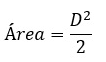 Área = D²/2